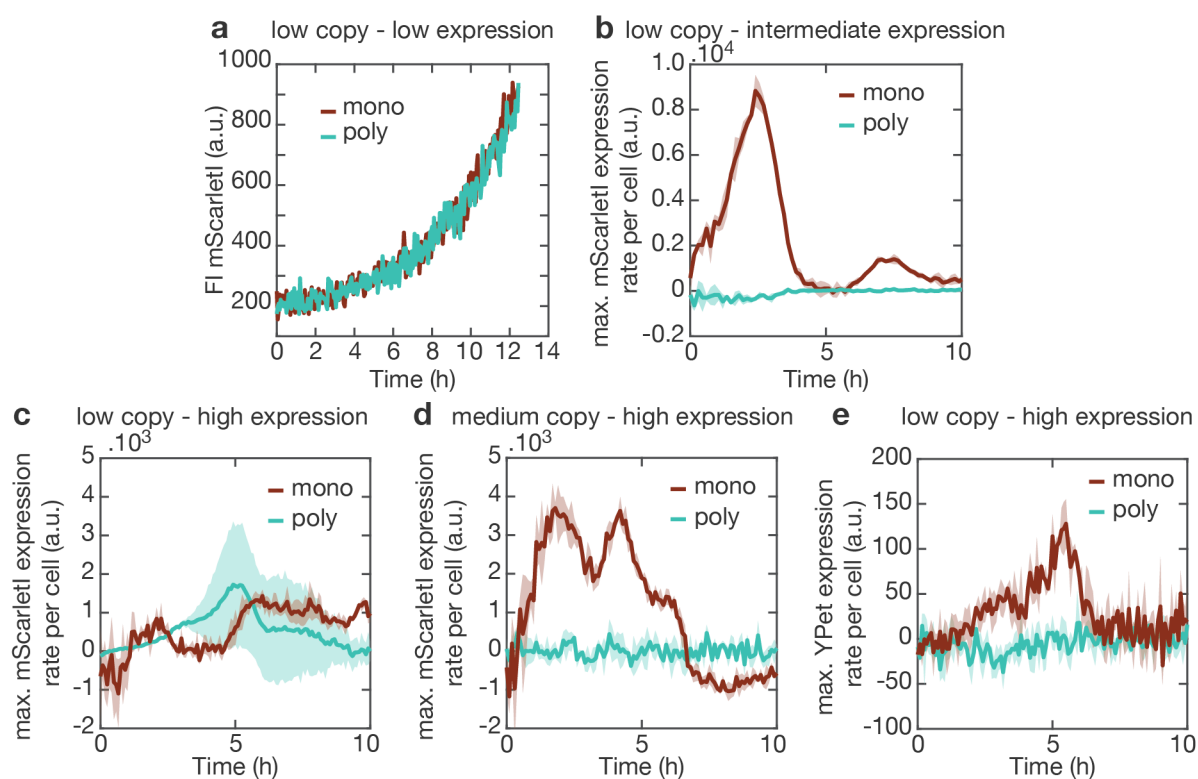 a low copy - low expression
1000
800
600
400
200
FI mScarletI (a.u.)
mono
poly
0 2 4 6 8 10 12 14
Time (h)
b low copy - intermediate expression
.10⁴
1.0
0.8
0.6
0.4
0.2
0
-0.2
max. mScarletI expression
rate per cell (a.u.)
mono
poly
0 5 10
Time (h)
c low copy - high expression
.10³
5
4
3
2
1
0
-1
-2
max. mScarletI expression
rate per cell (a.u.)
mono
poly
0 5 10
Time (h)
d medium copy - high expression
.10³
5
4
3
2
1
0
-1
-2
max. mScarletI expression
rate per cell (a.u.)
mono
poly
0 5 10
Time (h)
e low copy - high expression
200
150
100
50
0
-50
-100
max. YPet expression
rate per cell (a.u.)
mono
poly
0 5 10
Time (h)